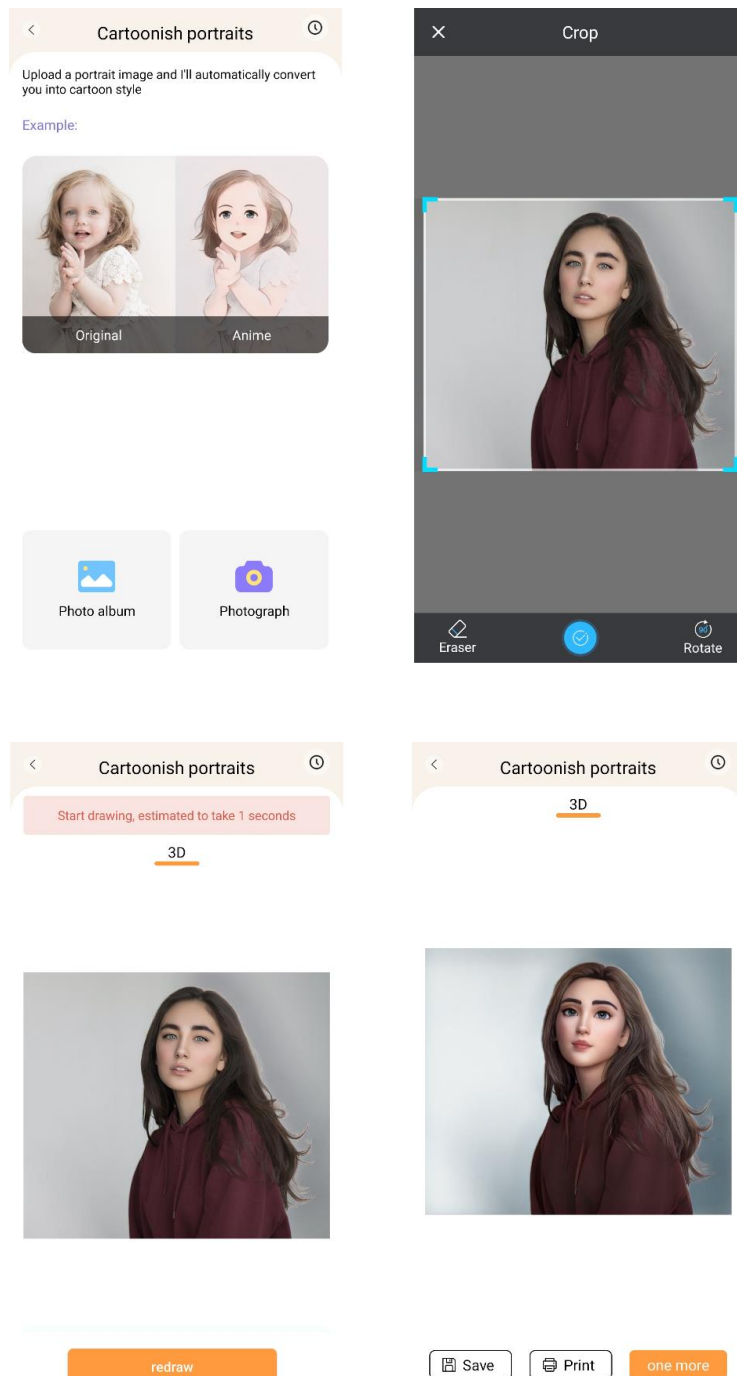 Cartoonish portraits
Upload a portrait image and I'll automatically convert
you into cartoon style
Example:
Original
Anime
Photo album
Photograph
Crop
Eraser
90
Rotate
Cartoonish portraits
Start drawing, estimated to take 1 seconds
3D
redraw
Cartoonish portraits
3D
Save
Print
one more